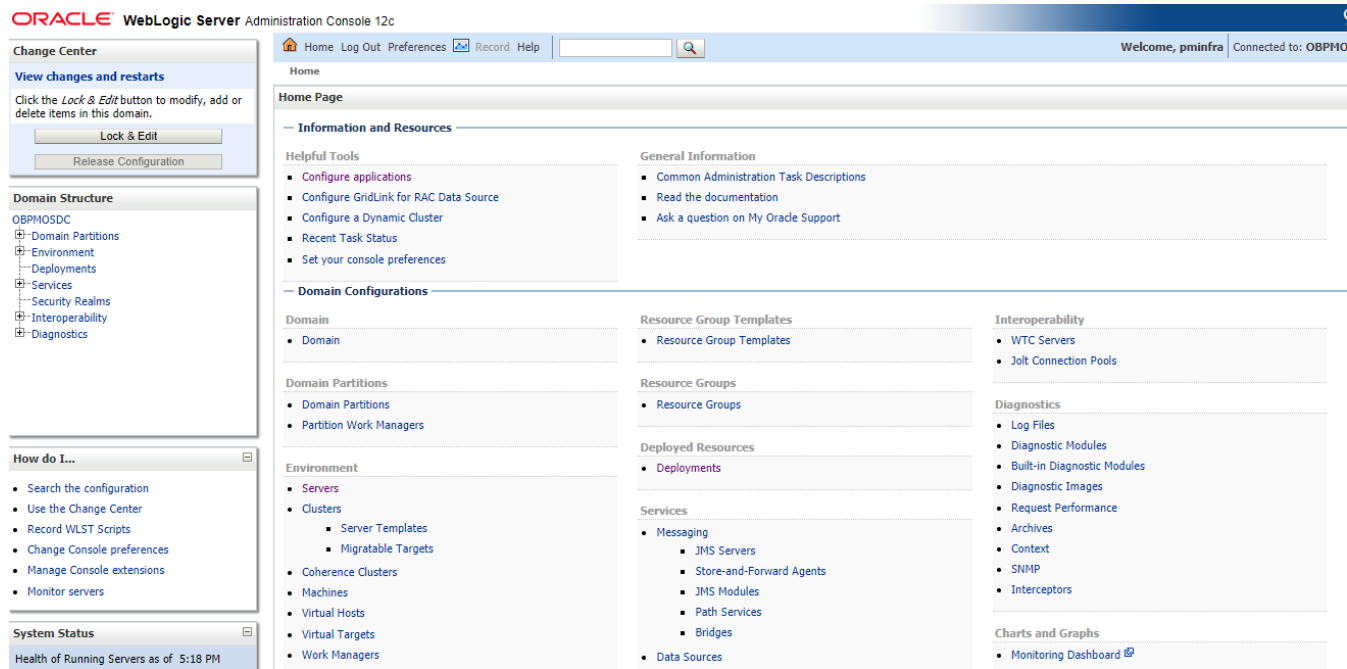 ORACLE WebLogic Server Administration Console 12c
Change Center
View changes and restarts
Click the Lock & Edit button to modify, add or
delete items in this domain.
Lock & Edit
Release Configuration
Domain Structure
OBPMOSDC
Domain Partitions
Environment
Deployments
Services
Security Realms
Interoperability
Diagnostics
How do I...
Search the configuration
Use the Change Center
Record WLST Scripts
Change Console preferences
Manage Console extensions
Monitor servers
System Status
Health of Running Servers as of 5:18 PM
Home Log Out Preferences Record Help
Welcome, pminfra Connected to: OBPMO
Home
Home Page
Information and Resources
Helpful Tools
Configure applications
Configure GridLink for RAC Data Source
Configure a Dynamic Cluster
Recent Task Status
Set your console preferences
General Information
Common Administration Task Descriptions
Read the documentation
Ask a question on My Oracle Support
Domain Configurations
Domain
Domain
Domain Partitions
Domain Partitions
Partition Work Managers
Environment
Servers
Clusters
Server Templates
Migratable Targets
Coherence Clusters
Machines
Virtual Hosts
Virtual Targets
Work Managers
Resource Group Templates
Resource Group Templates
Resource Groups
Resource Groups
Deployed Resources
Deployments
Services
Messaging
JMS Servers
Store-and-Forward Agents
JMS Modules
Path Services
Bridges
Data Sources
Interoperability
WTC Servers
Jolt Connection Pools
Diagnostics
Log Files
Diagnostic Modules
Built-in Diagnostic Modules
Diagnostic Images
Request Performance
Archives
Context
SNMP
Interceptors
Charts and Graphs
Monitoring Dashboard